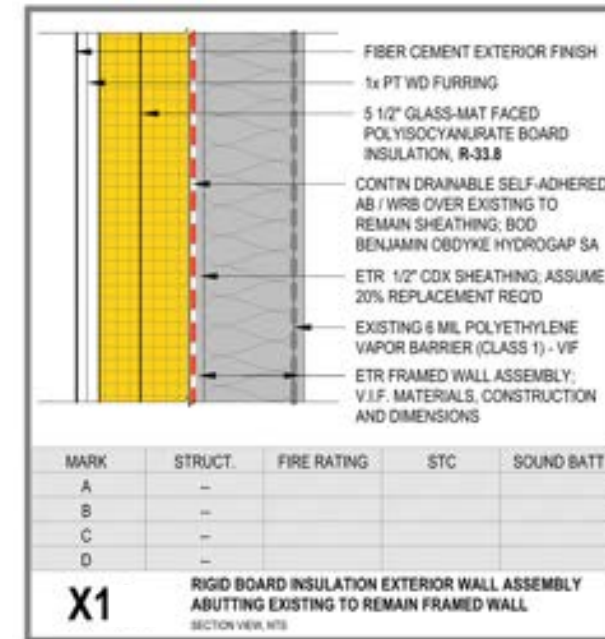 FIBER CEMENT EXTERIOR FINISH
1x PT WD FURRING
5 1/2" GLASS-MAT FACED
POLYISOCYANURATE BOARD
INSULATION, R-33.8
CONTIN DRAINABLE SELF-ADHERED
AB / WRB OVER EXISTING TO
REMAIN SHEATHING; BOD
BENJAMIN OBDYKE HYDROGAP SA
ETR 1/2" CDX SHEATHING; ASSUME
20% REPLACEMENT REQ'D
EXISTING 6 MIL POLYETHYLENE
VAPOR BARRIER (CLASS 1) - VIF
ETR FRAMED WALL ASSEMBLY;
V.I.F. MATERIALS, CONSTRUCTION
AND DIMENSIONS
MARK STRUCT. FIRE RATING STC SOUND BATT
A --
B --
C --
D --
X1
RIGID BOARD INSULATION EXTERIOR WALL ASSEMBLY
ABUTTING EXISTING TO REMAIN FRAMED WALL
SECTION VIEW, NTS